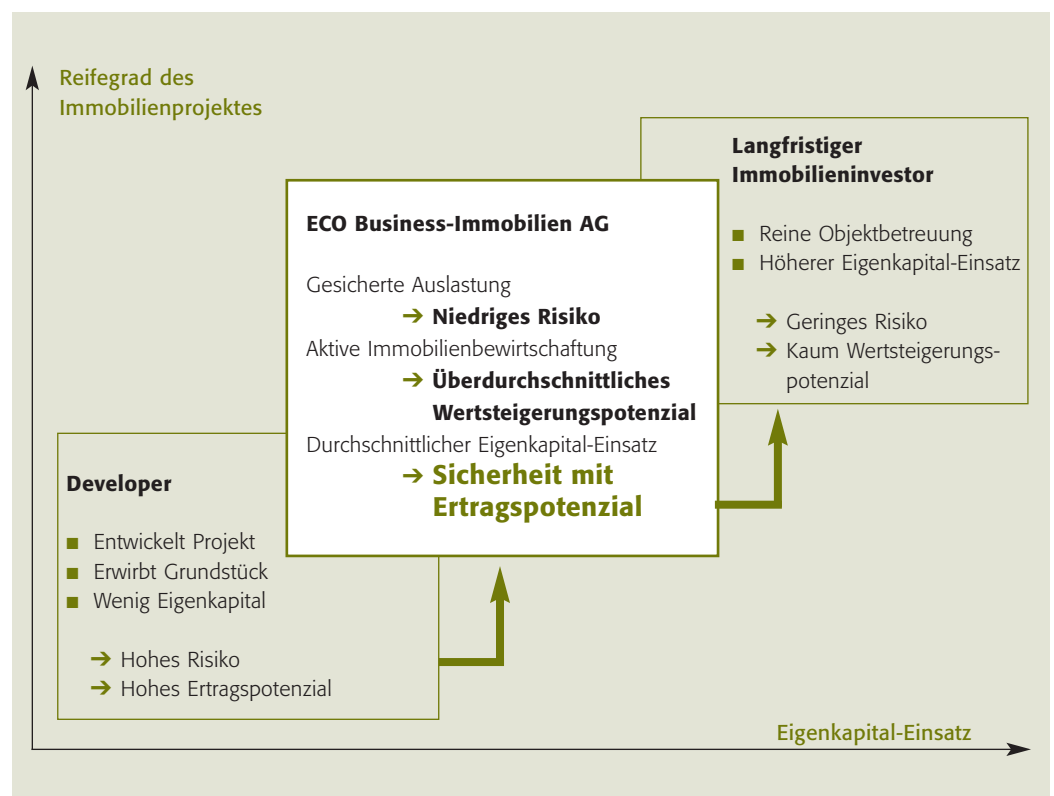 Reifegrad des
Immobilienprojektes
Langfristiger
Immobilieninvestor
■ Reine Objektbetreuung
■ Höherer Eigenkapital-Einsatz
➔ Geringes Risiko
➔ Kaum Wertsteigerungs-
potenzial
ECO Business-Immobilien AG
Gesicherte Auslastung
➔ Niedriges Risiko
Aktive Immobilienbewirtschaftung
➔ Überdurchschnittliches
Wertsteigerungspotenzial
Durchschnittlicher Eigenkapital-Einsatz
➔ Sicherheit mit
Ertragspotenzial
Developer
■ Entwickelt Projekt
■ Erwirbt Grundstück
■ Wenig Eigenkapital
➔ Hohes Risiko
➔ Hohes Ertragspotenzial
Eigenkapital-Einsatz